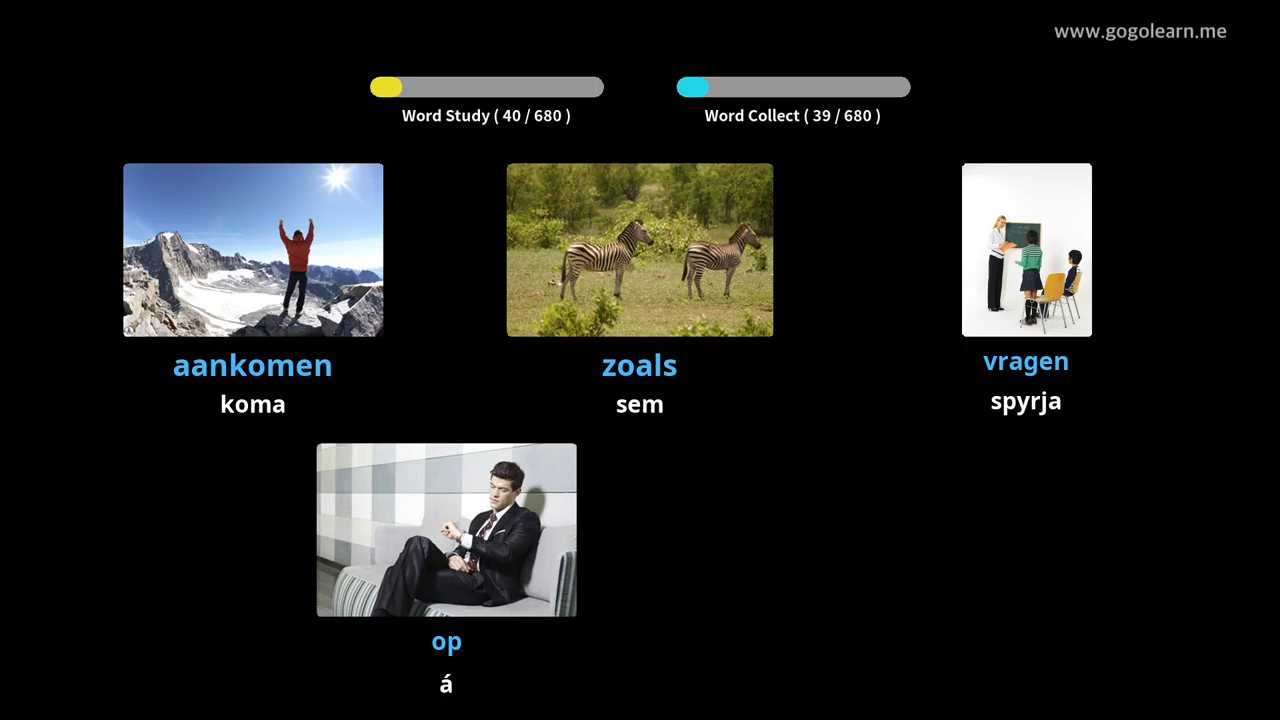 www.gogolearn.me
Word Study ( 40 / 680 )
Word Collect ( 39 / 680 )
aankomen
koma
zoals
sem
vragen
spyrja
op
á